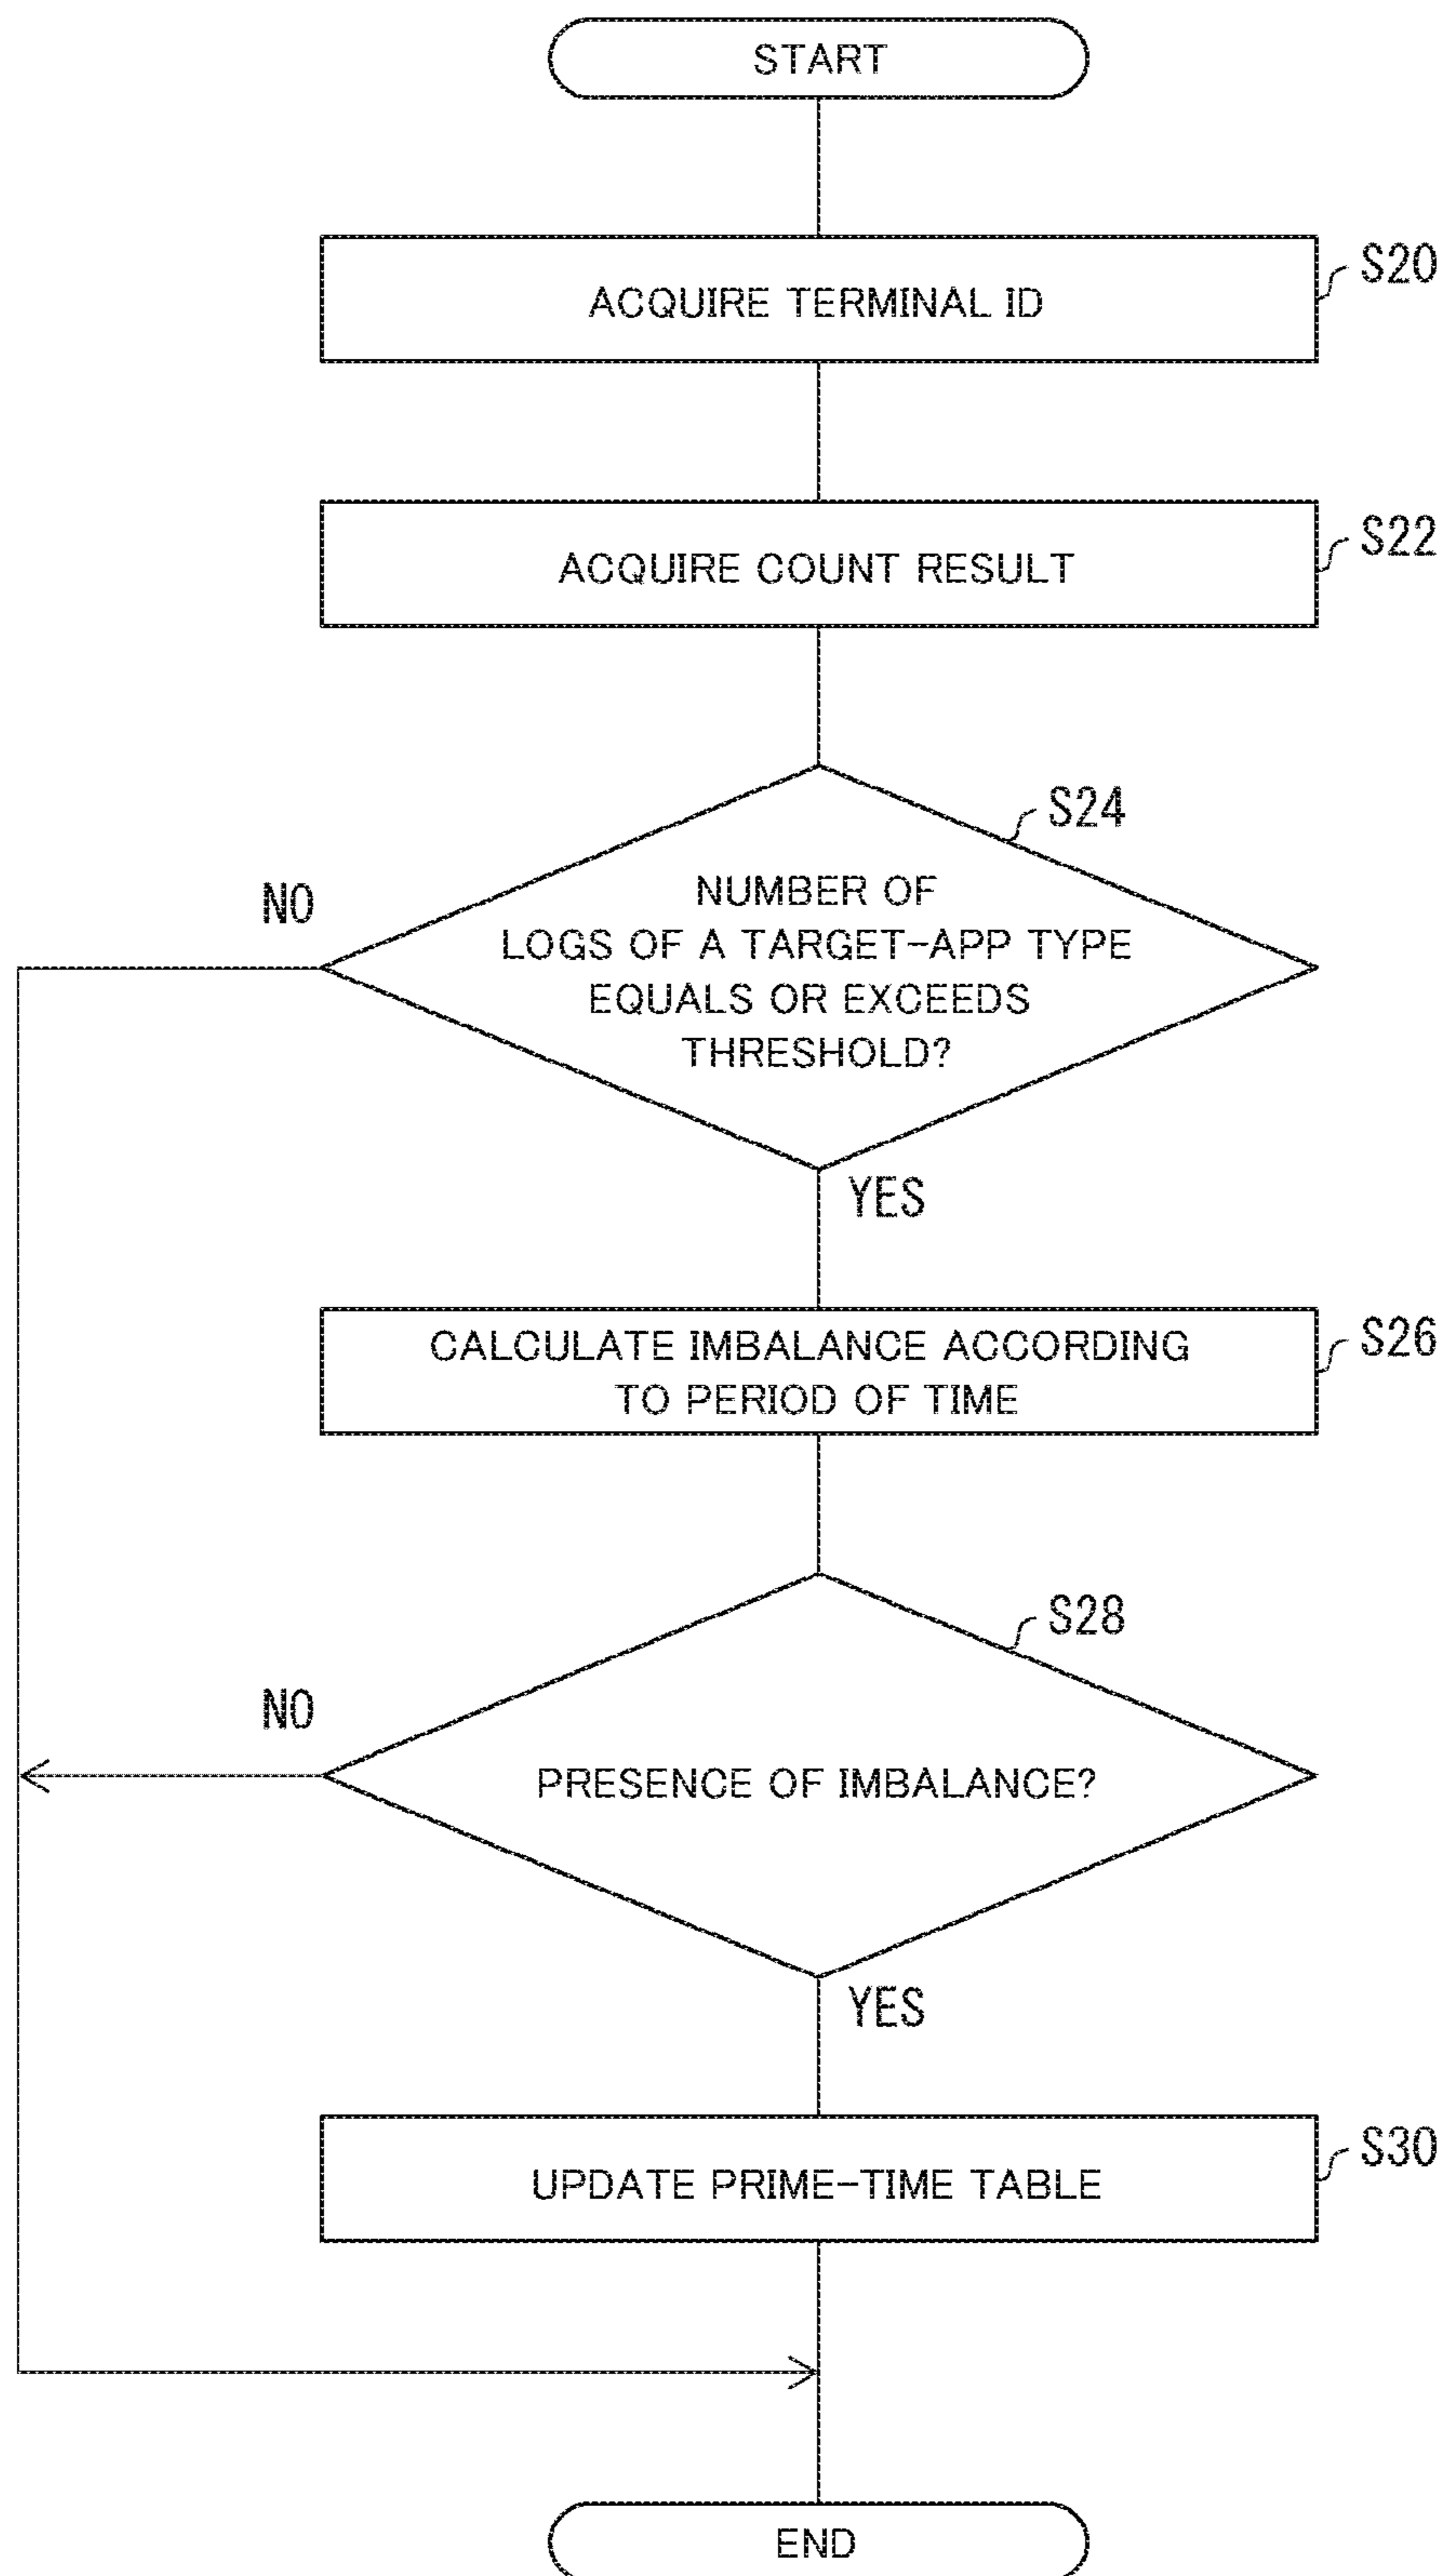 START
ACQUIRE TERMINAL ID
S20
ACQUIRE COUNT RESULT
S22
S24
NO
NUMBER OF
LOGS OF A TARGET-APP TYPE
EQUALS OR EXCEEDS
THRESHOLD?
YES
CALCULATE IMBALANCE ACCORDING
TO PERIOD OF TIME
S26
S28
NO
PRESENCE OF IMBALANCE?
YES
UPDATE PRIME-TIME TABLE
S30
END